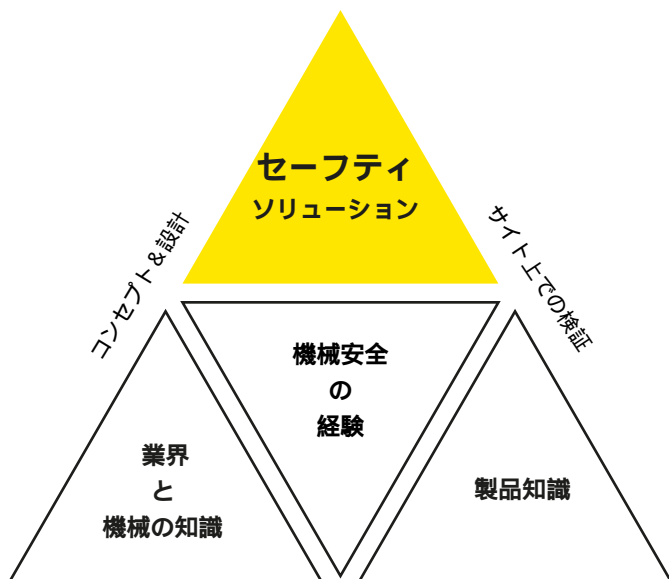 セーフティ
ソリューション
コンセプト＆設計
サイト上での検証
機械安全
の
経験
業界
と
機械の知識
製品知識